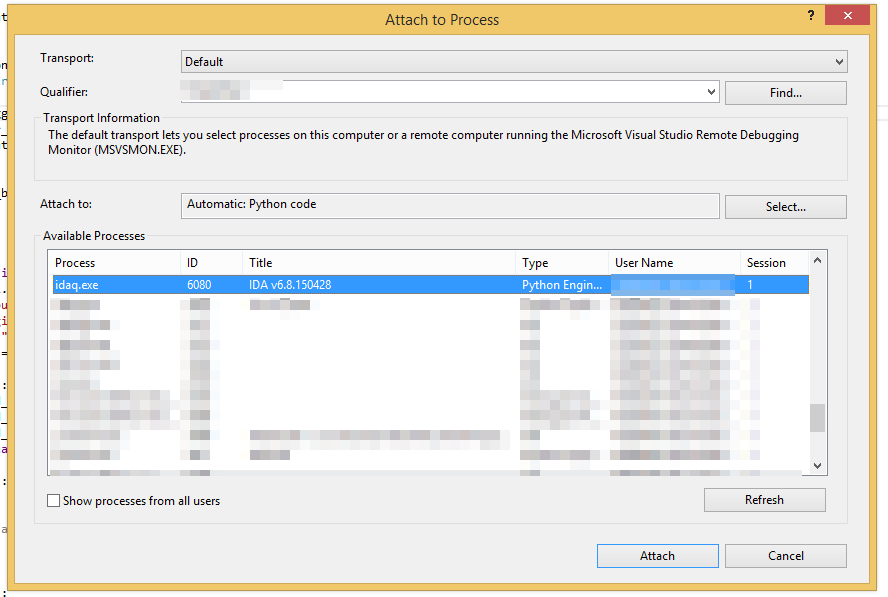 Attach to Process
?
Transport:
Default
Qualifier:
Find...
Transport Information
The default transport lets you select processes on this computer or a remote computer running the Microsoft Visual Studio Remote Debugging
Monitor (MSVSMON.EXE).
Attach to:
Automatic: Python code
Select...
Available Processes
Process ID Title Type User Name Session
idaq.exe 6080 IDA v6.8.150428 Python Engin... 1
Show processes from all users
Refresh
Attach
Cancel